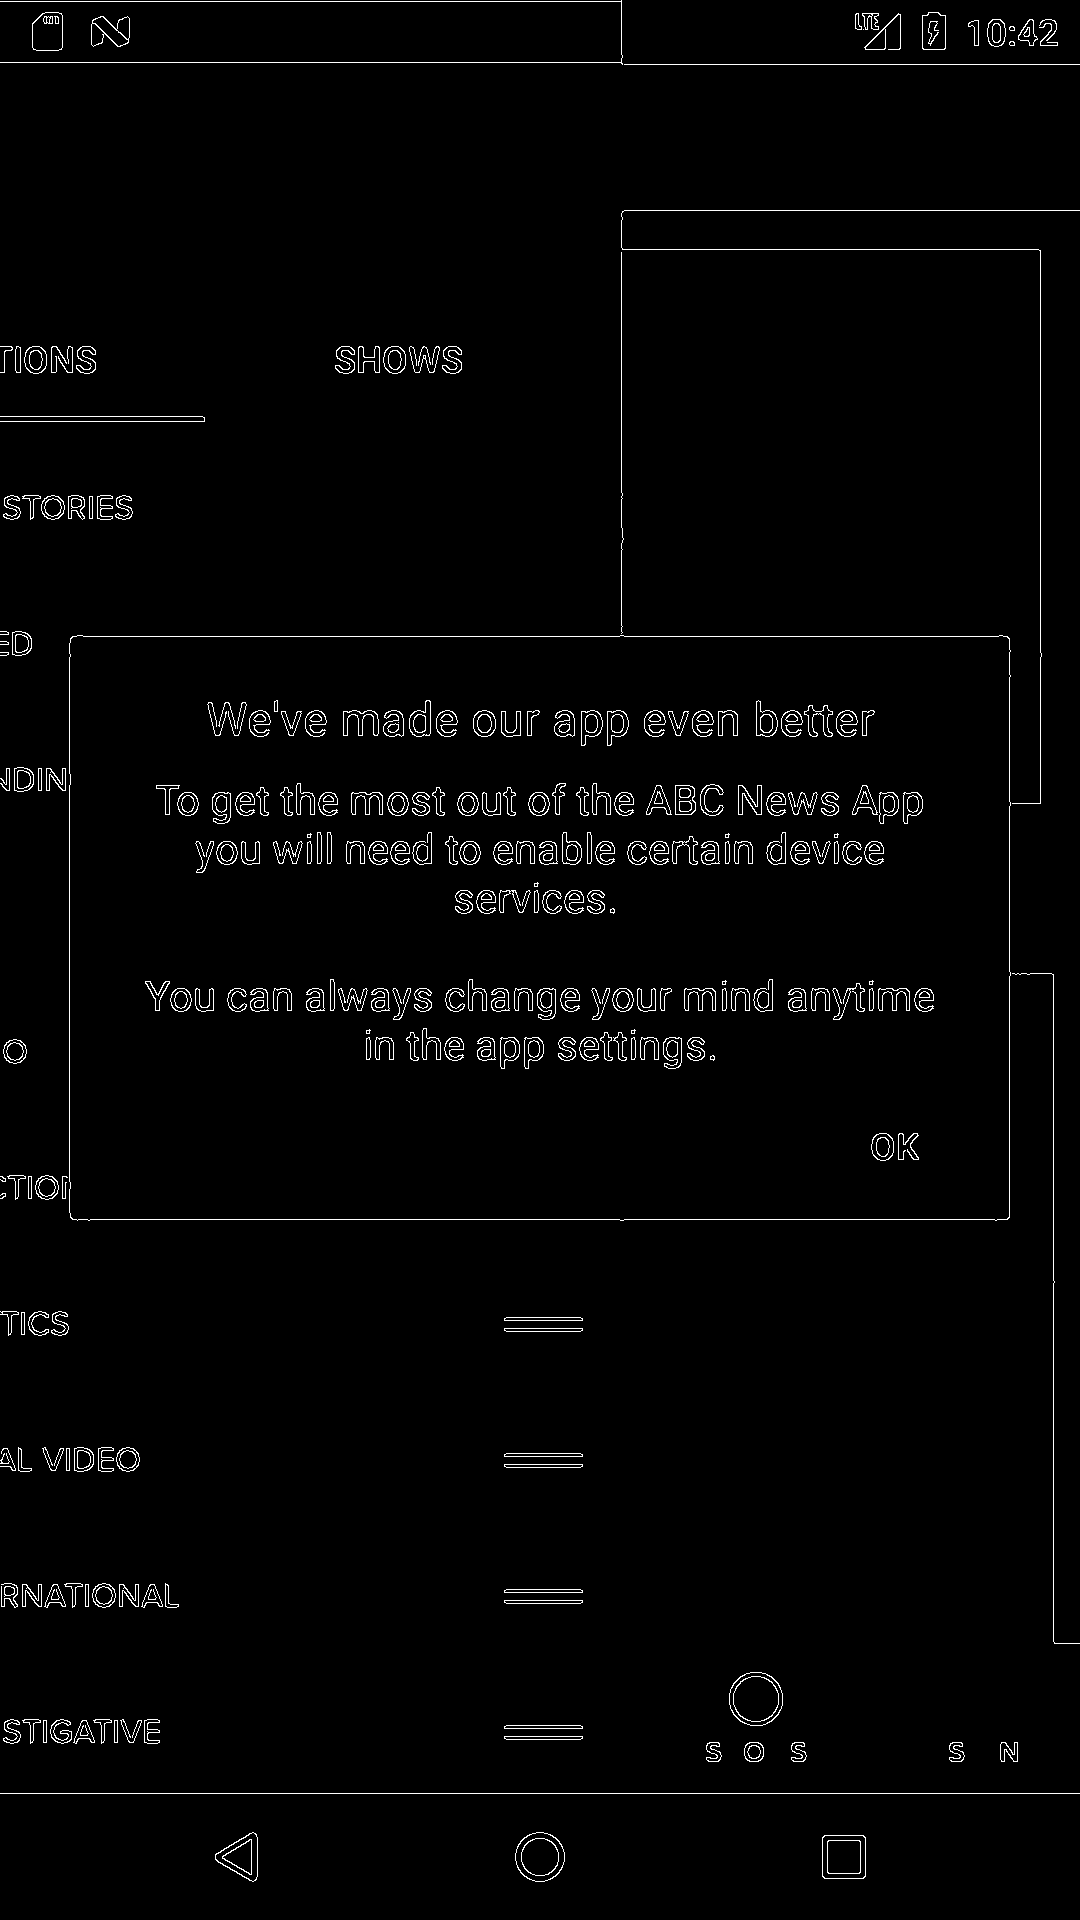 LTE 10:42
TIONS SHOWS
STORIES
ED
NDIN
We've made our app even better
To get the most out of the ABC News App
you will need to enable certain device
services.
You can always change your mind anytime
in the app settings.
O
OK
CTION
TICS
AL VIDEO
RNATIONAL
STIGATIVE
S O S S N